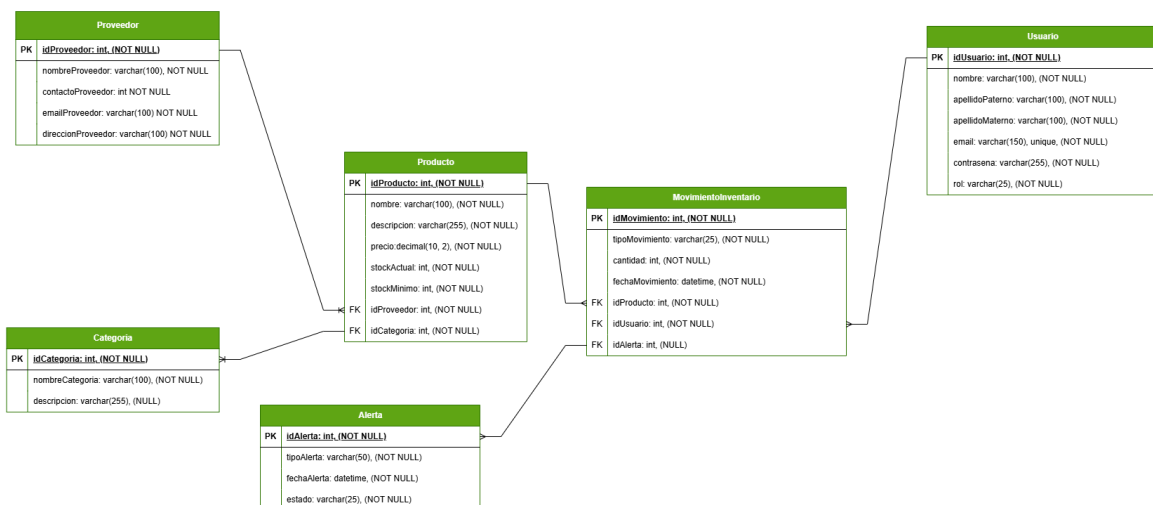 Proveedor
PK idProveedor: int, (NOT NULL)
nombreProveedor: varchar(100), NOT NULL
contactoProveedor: int NOT NULL
emailProveedor: varchar(100) NOT NULL
direccionProveedor: varchar(100) NOT NULL
Usuario
PK idUsuario: int, (NOT NULL)
nombre: varchar(100), (NOT NULL)
apellidoPaterno: varchar(100), (NOT NULL)
apellidoMaterno: varchar(100), (NOT NULL)
email: varchar(150), unique, (NOT NULL)
contrasena: varchar(255), (NOT NULL)
rol: varchar(25), (NOT NULL)
Producto
PK idProducto: int, (NOT NULL)
nombre: varchar(100), (NOT NULL)
descripcion: varchar(255), (NOT NULL)
precio:decimal(10, 2), (NOT NULL)
stockActual: int, (NOT NULL)
stockMinimo: int, (NOT NULL)
FK idProveedor: int, (NOT NULL)
FK idCategoria: int, (NOT NULL)
MovimientoInventario
PK idMovimiento: int, (NOT NULL)
tipoMovimiento: varchar(25), (NOT NULL)
cantidad: int, (NOT NULL)
fechaMovimiento: datetime, (NOT NULL)
FK idProducto: int, (NOT NULL)
FK idUsuario: int, (NOT NULL)
FK idAlerta: int, (NULL)
Categoria
PK idCategoria: int, (NOT NULL)
nombreCategoria: varchar(100), (NOT NULL)
descripcion: varchar(255), (NULL)
Alerta
PK idAlerta: int, (NOT NULL)
tipoAlerta: varchar(50), (NOT NULL)
fechaAlerta: datetime, (NOT NULL)
estado: varchar(25), (NOT NULL)